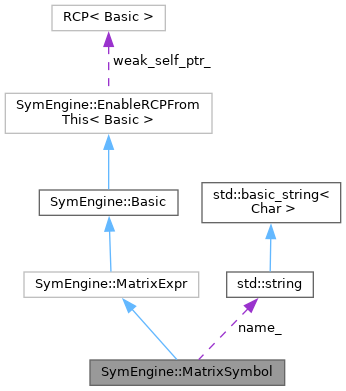 RCP< Basic >
weak_self_ptr_
SymEngine::EnableRCPFrom
This< Basic >
SymEngine::Basic
std::basic_string<
Char >
SymEngine::MatrixExpr
std::string
name_
SymEngine::MatrixSymbol